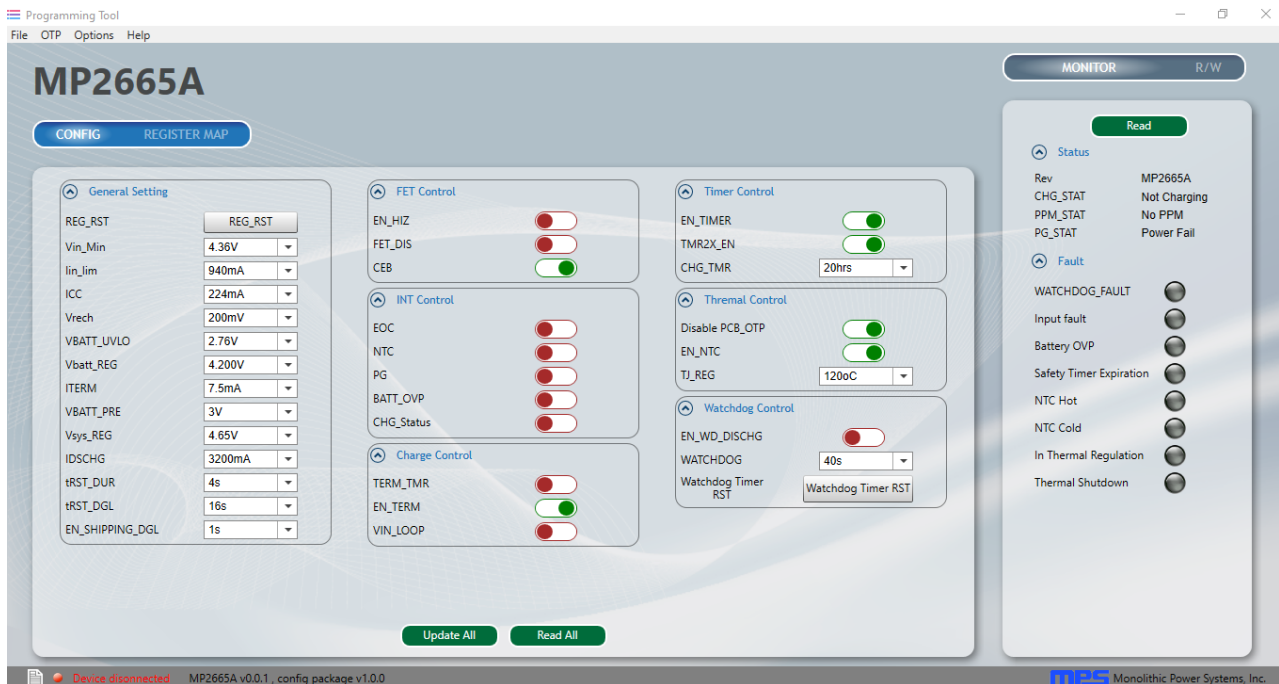 Programming Tool
File OTP Options Help
MP2665A
MONITOR R/W
CONFIG REGISTER MAP
General Setting
REG_RST REG_RST
Vin_Min 4.36V
Iin_lim 940mA
ICC 224mA
Vrech 200mV
VBATT_UVLO 2.76V
Vbatt_REG 4.200V
ITERM 7.5mA
VBATT_PRE 3V
Vsys_REG 4.65V
IDSCHG 3200mA
tRST_DUR 4s
tRST_DGL 16s
EN_SHIPPING_DGL 1s
FET Control
EN_HIZ
FET_DIS
CEB
INT Control
EOC
NTC
PG
BATT_OVP
CHG_Status
Charge Control
TERM_TMR
EN_TERM
VIN_LOOP
Timer Control
EN_TIMER
TMR2X_EN
CHG_TMR 20hrs
Thremal Control
Disable PCB_OTP
EN_NTC
TJ_REG 120oC
Watchdog Control
EN_WD_DISCHG
WATCHDOG 40s
Watchdog Timer
RST
Watchdog Timer RST
Update All Read All
Read
Status
Rev MP2665A
CHG_STAT Not Charging
PPM_STAT No PPM
PG_STAT Power Fail
Fault
WATCHDOG_FAULT
Input fault
Battery OVP
Safety Timer Expiration
NTC Hot
NTC Cold
In Thermal Regulation
Thermal Shutdown
Device disconnected MP2665A v0.0.1 , config package v1.0.0
mps Monolithic Power Systems, Inc.